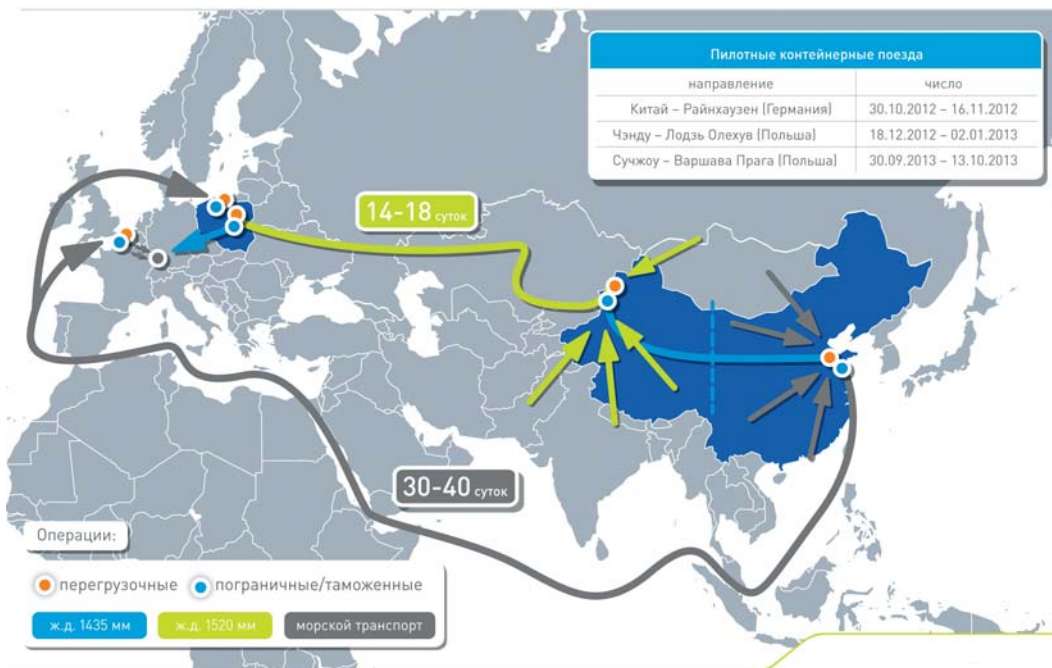 Пилотные контейнерные поезда
направление число
Китай – Райнхаузен (Германия) 30.10.2012 – 16.11.2012
Чэнду – Лодзь Олехув (Польша) 18.12.2012 – 02.01.2013
Сучжоу – Варшава Прага (Польша) 30.09.2013 – 13.10.2013
14-18 суток
30-40 суток
Операции:
перегрузочные пограничные/таможенные
ж.д. 1435 мм ж.д. 1520 мм морской транспорт